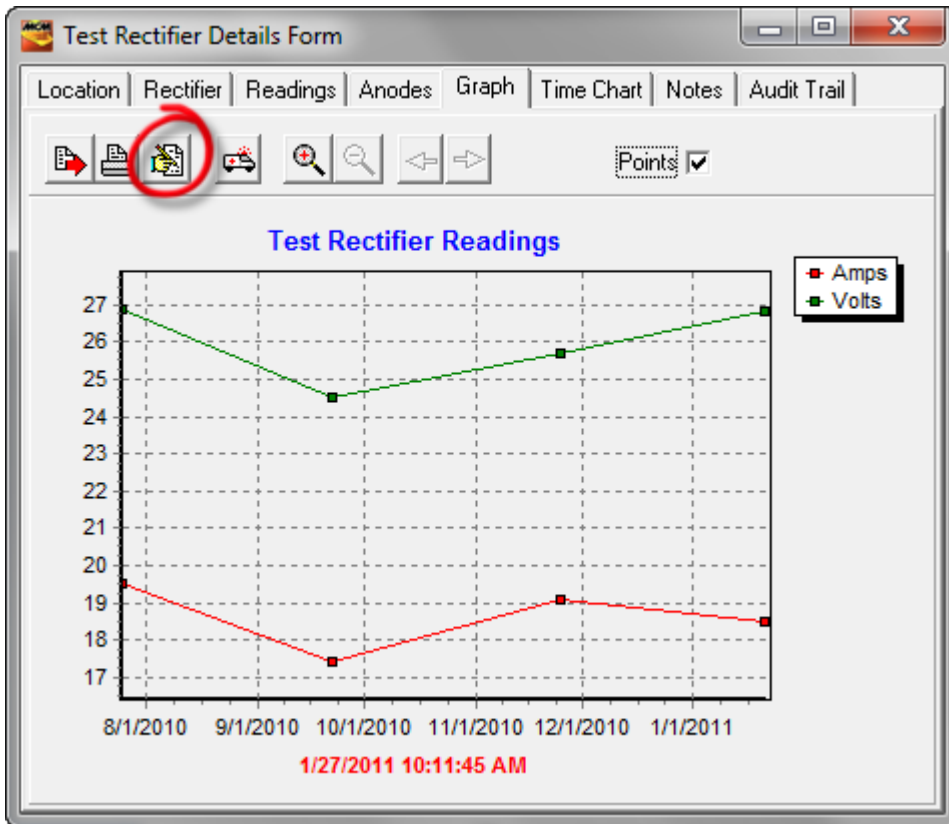 MCM
Test Rectifier Details Form
Location Rectifier Readings Anodes Graph Time Chart Notes Audit Trail
Points
Test Rectifier Readings
Amps
Volts
27
26
25
24
23
22
21
20
19
18
17
8/1/2010 9/1/2010 10/1/2010 11/1/2010 12/1/2010 1/1/2011
1/27/2011 10:11:45 AM